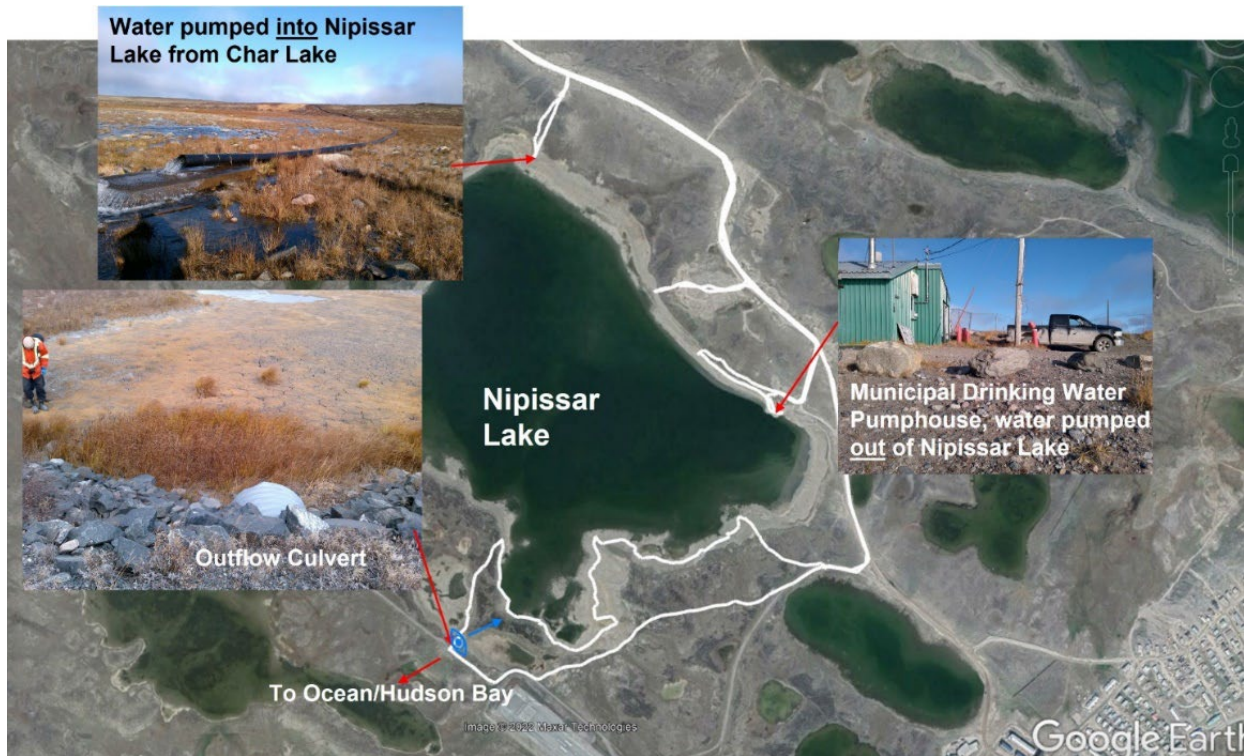 Water pumped into Nipissar
Lake from Char Lake
Nipissar
Lake
Municipal Drinking Water
Pumphouse, water pumped
out of Nipissar Lake
Outflow Culvert
To Ocean/Hudson Bay
Image © 2022 Maxar Technologies
Google Earth